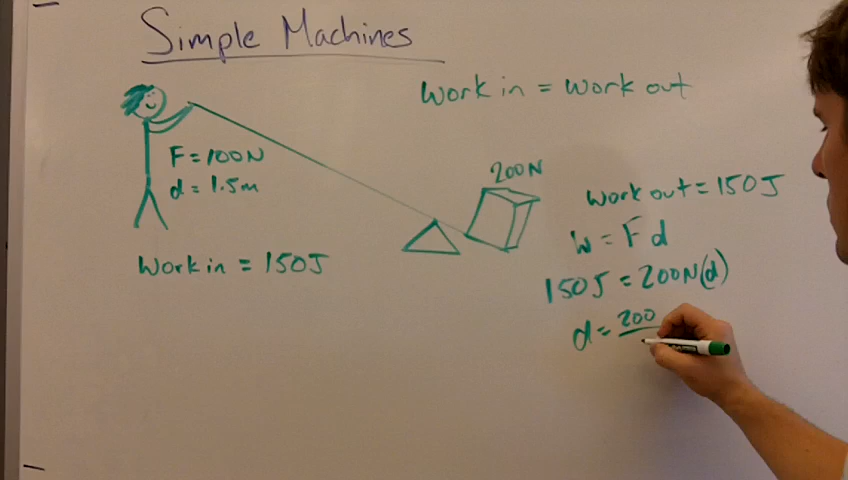 Simple Machines
Work in = Work out
F = 100N
d = 1.5m
Work in = 150J
200N
Work out = 150J
W = Fd
150J = 200N(d)
d = 200